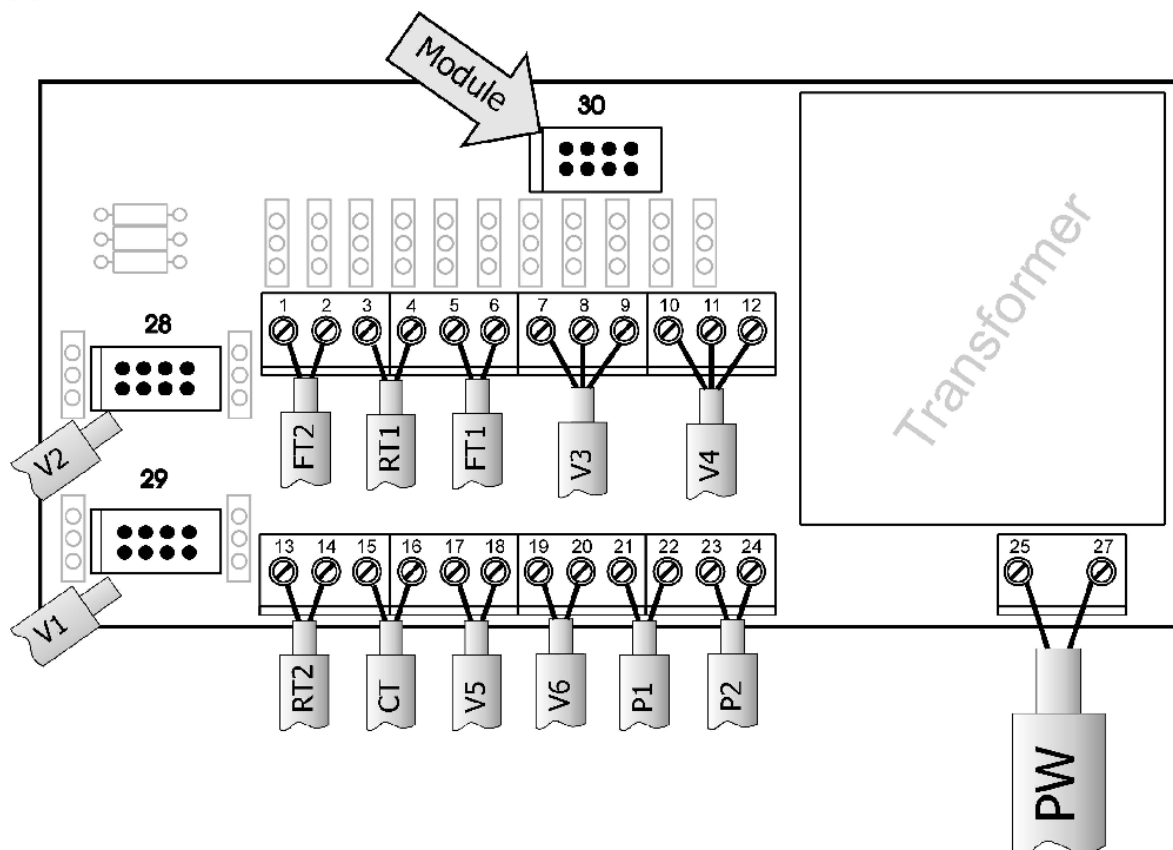 Module
30
Transformer
1 2 3 4 5 6 7 8 9 10 11 12
28
FT2 RT1 FT1 V3 V4
V2
29
13 14 15 16 17 18 19 20 21 22 23 24
25 27
V1
RT2 CT V5 V6 P1 P2
PW